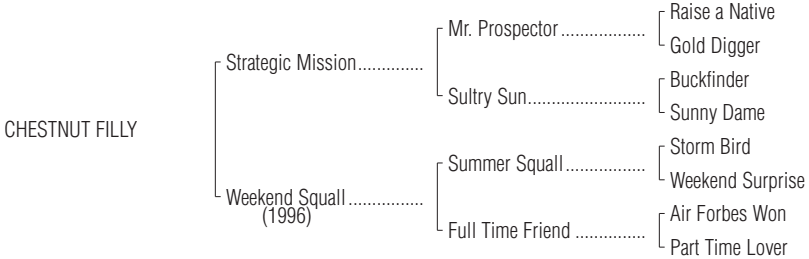 Raise a Native
Mr. Prospector...................
Gold Digger
Strategic Mission..............
Buckfinder
Sultry Sun..........................
Sunny Dame
CHESTNUT FILLY
Storm Bird
Summer Squall..................
Weekend Surprise
Weekend Squall................
(1996)
Air Forbes Won
Full Time Friend ...............
Part Time Lover